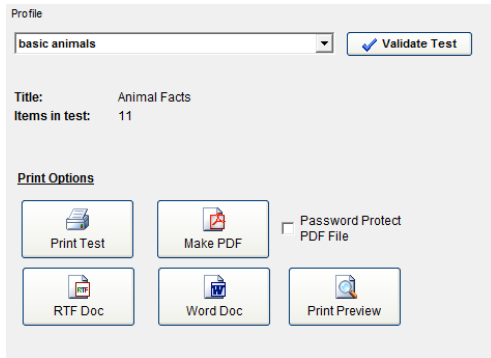 Profile
basic animals
Validate Test
Title: Animal Facts
Items in test: 11
Print Options
Print Test
Make PDF
Password Protect
PDF File
RTF
RTF Doc
W
Word Doc
Print Preview